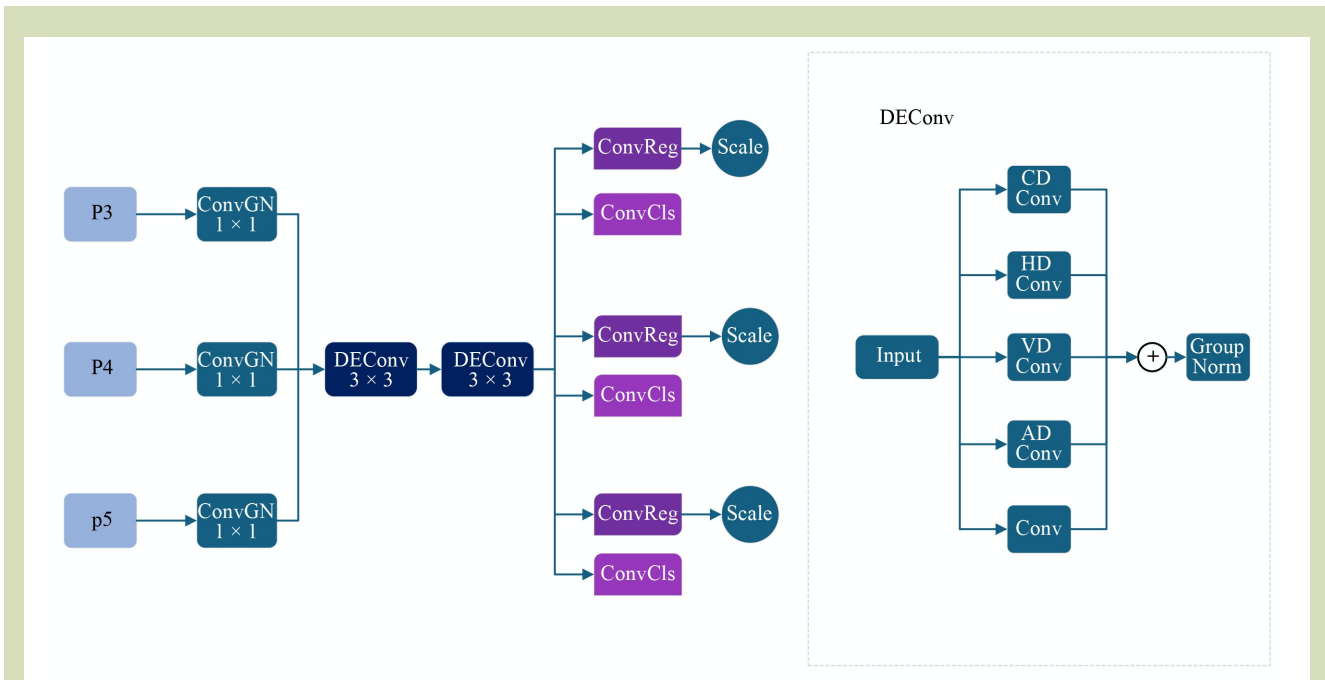 P3
ConvGN
1 × 1
P4
ConvGN
1 × 1
p5
ConvGN
1 × 1
DEConv
3 × 3
DEConv
3 × 3
ConvReg
Scale
ConvCls
ConvReg
Scale
ConvCls
ConvReg
Scale
ConvCls
DEConv
Input
CD
Conv
HD
Conv
VD
Conv
AD
Conv
Conv
+
Group
Norm